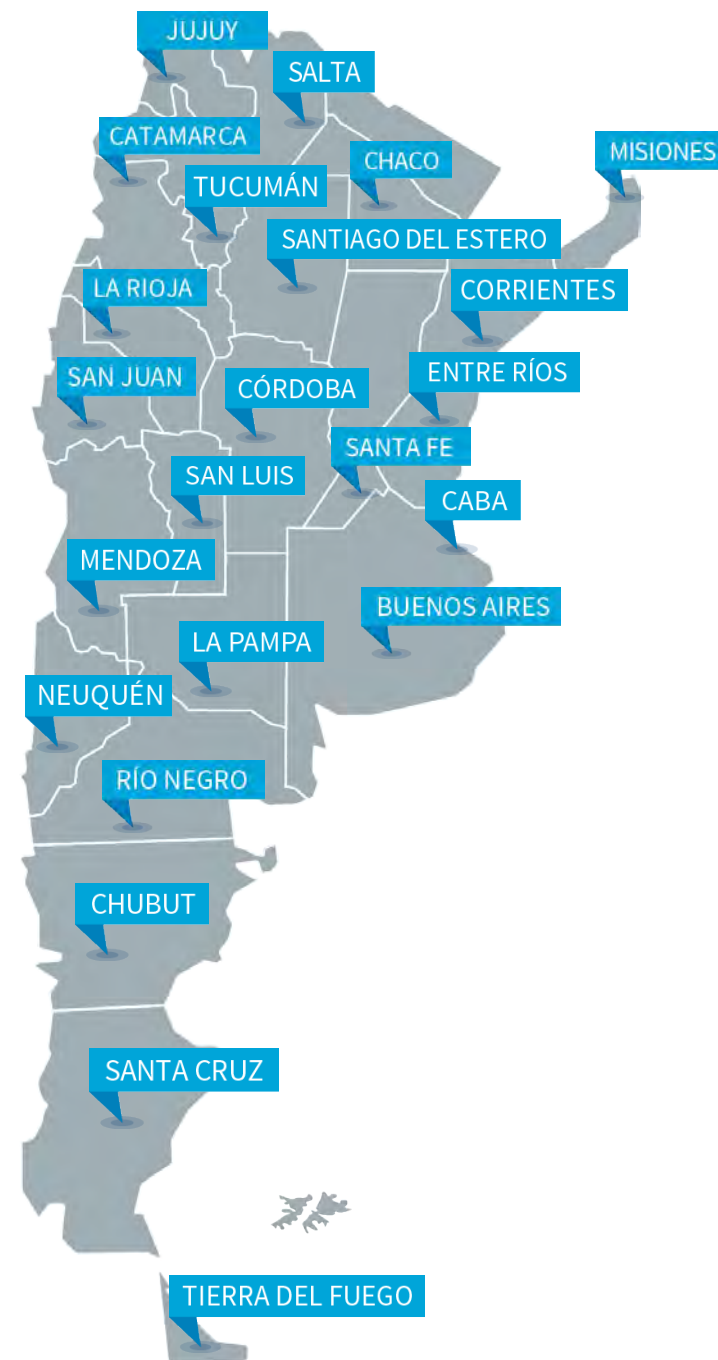 JUJUY
SALTA
CATAMARCA
CHACO
MISIONES
TUCUMÁN
SANTIAGO DEL ESTERO
LA RIOJA
CORRIENTES
SAN JUAN
CÓRDOBA
ENTRE RÍOS
SANTA FE
SAN LUIS
CABA
MENDOZA
BUENOS AIRES
LA PAMPA
NEUQUÉN
RÍO NEGRO
CHUBUT
SANTA CRUZ
TIERRA DEL FUEGO